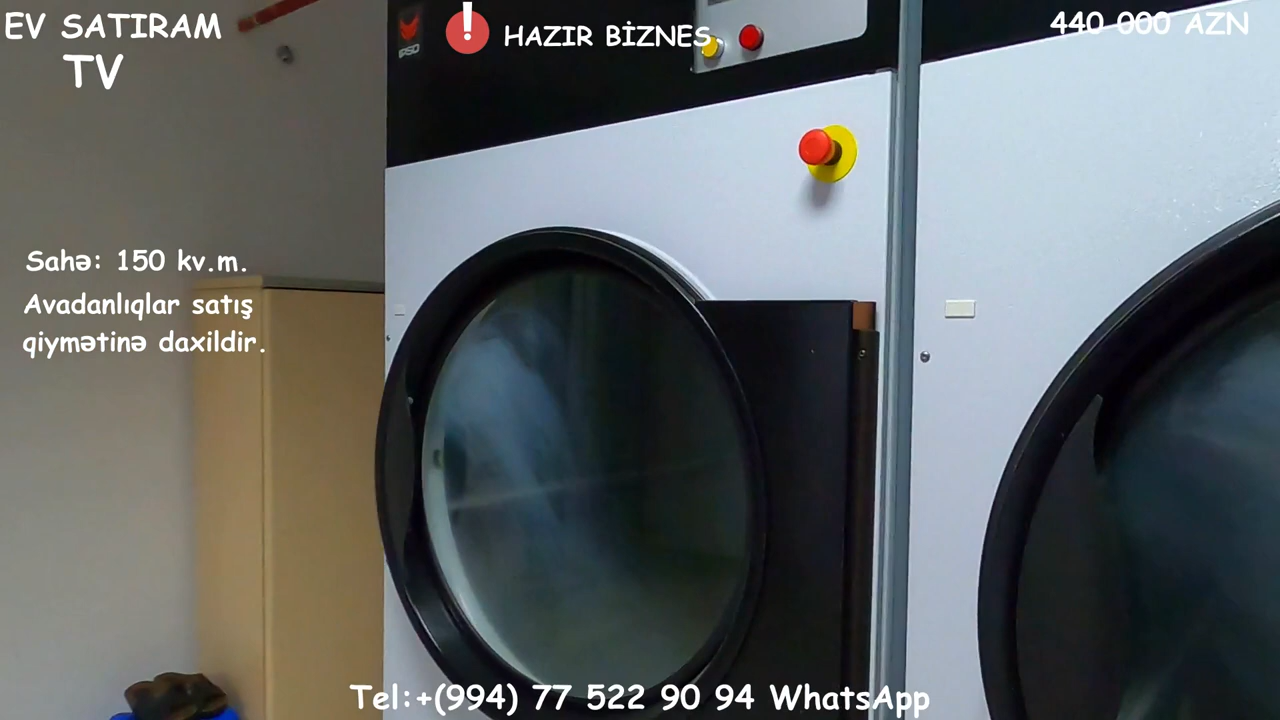 EV SATIRAM
TV
! HAZIR BİZNES
440 000 AZN
IPSO
Sahə: 150 kv.m.
Avadanlıqlar satış
qiymətinə daxildir.
Tel:+(994) 77 522 90 94 WhatsApp